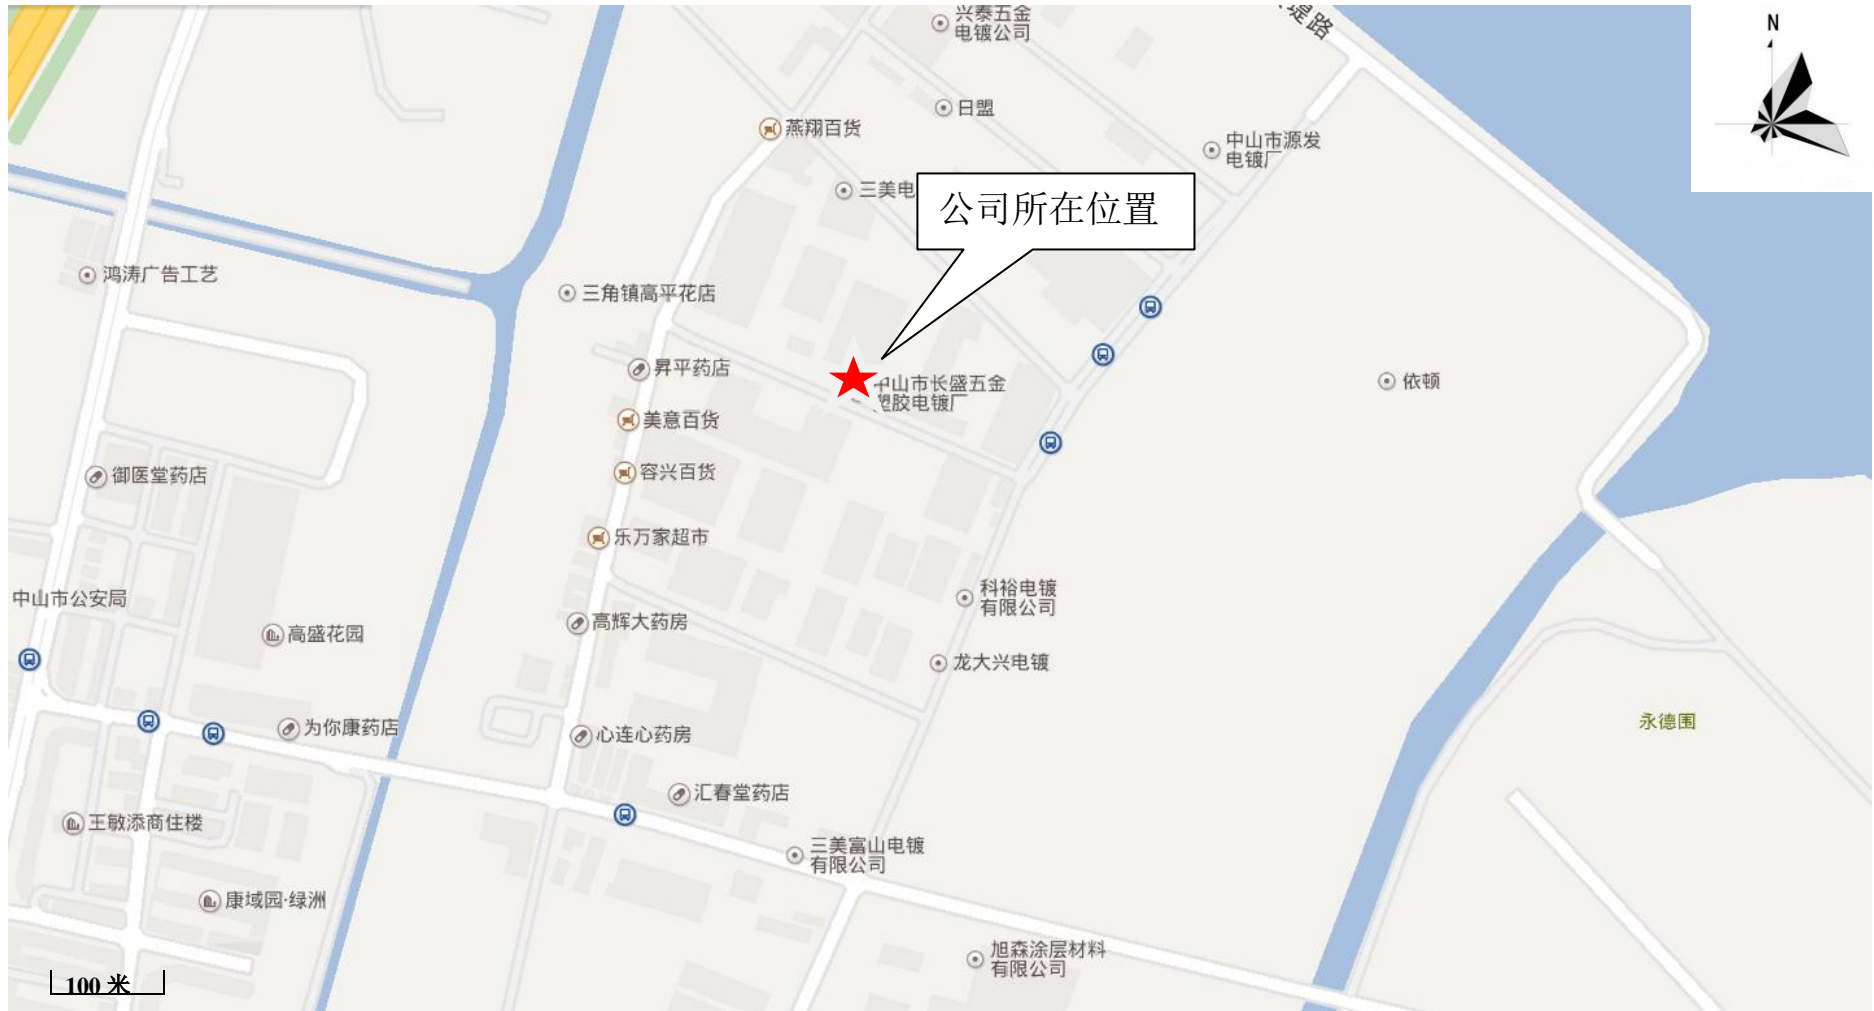 兴泰五金
电镀公司
堤路
N
日盟
燕翔百货
中山市源发
电镀厂
三美电
公司所在位置
鸿涛广告工艺
三角镇高平花店
昇平药店
中山市长盛五金
塑胶电镀厂
依顿
美意百货
容兴百货
御医堂药店
乐万家超市
科裕电镀
有限公司
中山市公安局
高辉大药房
高盛花园
龙大兴电镀
永德围
为你康药店
心连心药房
汇春堂药店
王敏添商住楼
三美富山电镀
有限公司
康域园·绿洲
旭森涂层材料
有限公司
100 米